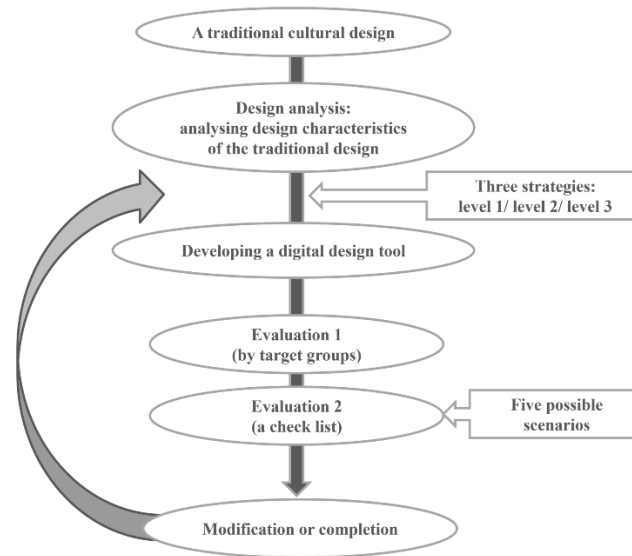 A traditional cultural design
Design analysis:
analysing design characteristics
of the traditional design
Three strategies:
level 1/ level 2/ level 3
Developing a digital design tool
Evaluation 1
(by target groups)
Evaluation 2
(a check list)
Five possible
scenarios
Modification or completion